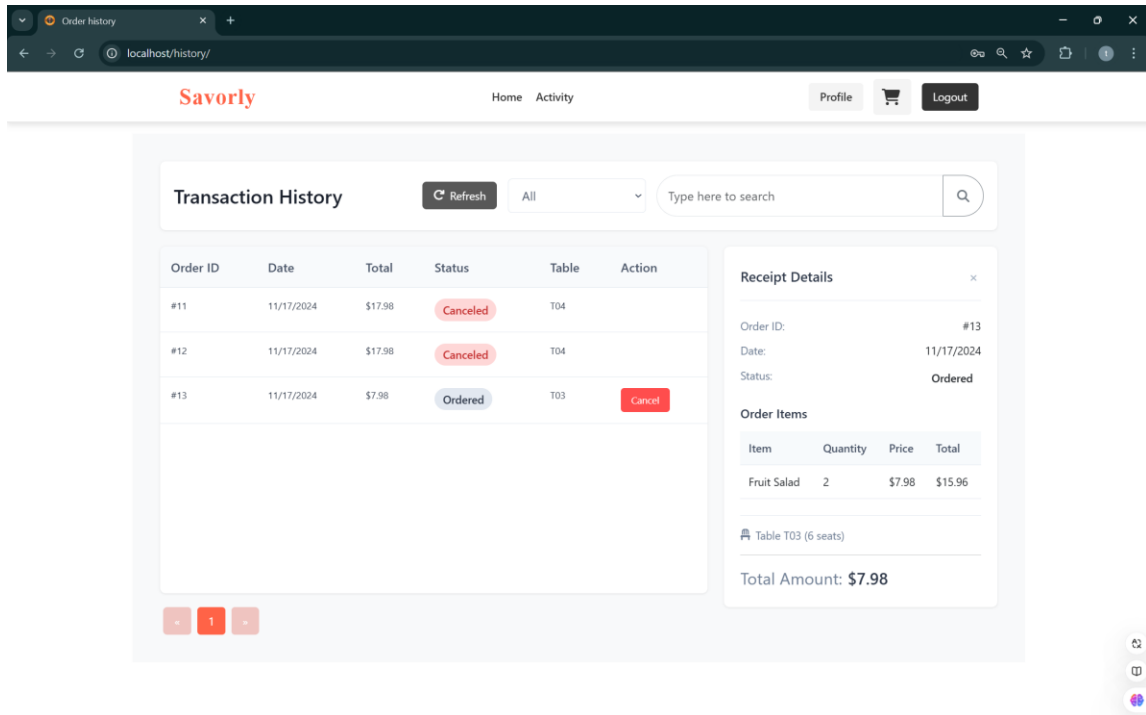 Order history
localhost/history/
Savorly
Home Activity
Profile
Logout
Transaction History
Refresh
All
Type here to search
Order ID Date Total Status Table Action
#11 11/17/2024 $17.98 Canceled T04
#12 11/17/2024 $17.98 Canceled T04
#13 11/17/2024 $7.98 Ordered T03 Cancel
« 1 »
Receipt Details ×
Order ID: #13
Date: 11/17/2024
Status: Ordered
Order Items
Item Quantity Price Total
Fruit Salad 2 $7.98 $15.96
Table T03 (6 seats)
Total Amount: $7.98